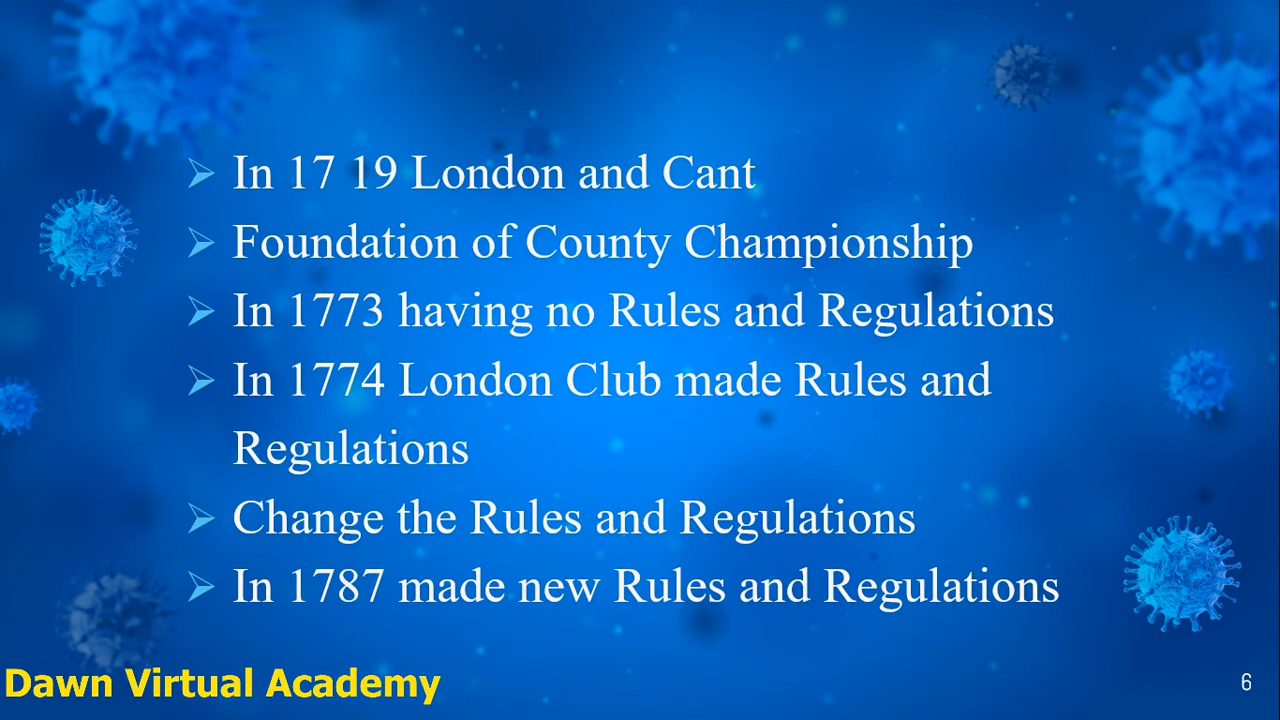 In 17 19 London and Cant
Foundation of County Championship
In 1773 having no Rules and Regulations
In 1774 London Club made Rules and
Regulations
Change the Rules and Regulations
In 1787 made new Rules and Regulations
Dawn Virtual Academy
6